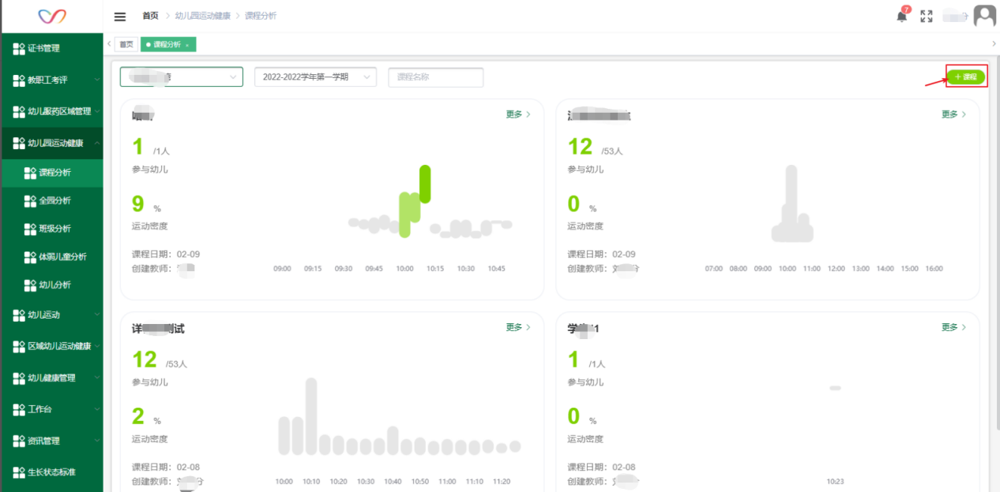 首页 幼儿园运动健康 课程分析
7
首页 课程分析
证书管理
教职工考评
幼儿服药区域管理
幼儿园运动健康
课程分析
全园分析
班级分析
体弱儿童分析
幼儿分析
幼儿运动
区域幼儿运动健康
幼儿健康管理
工作台
资讯管理
生长状态标准
2022-2022学年第一学期 课程名称
+ 课程
更多
1 /1人
参与幼儿
9 %
运动密度
课程日期: 02-09
创建教师:
09:00 09:15 09:30 09:45 10:00 10:15 10:30 10:45
更多
12 /53人
参与幼儿
0 %
运动密度
课程日期: 02-09
创建教师:
07:00 08:00 09:00 10:00 11:00 12:00 13:00 14:00 15:00 16:00
详 测试
更多
12 /53人
参与幼儿
2 %
运动密度
课程日期: 02-08
创建教师:
10:00 10:10 10:20 10:30 10:40 10:50 11:00 11:10 11:20
学 1
更多
1 /1人
参与幼儿
0 %
运动密度
课程日期: 02-08
创建教师:
10:23